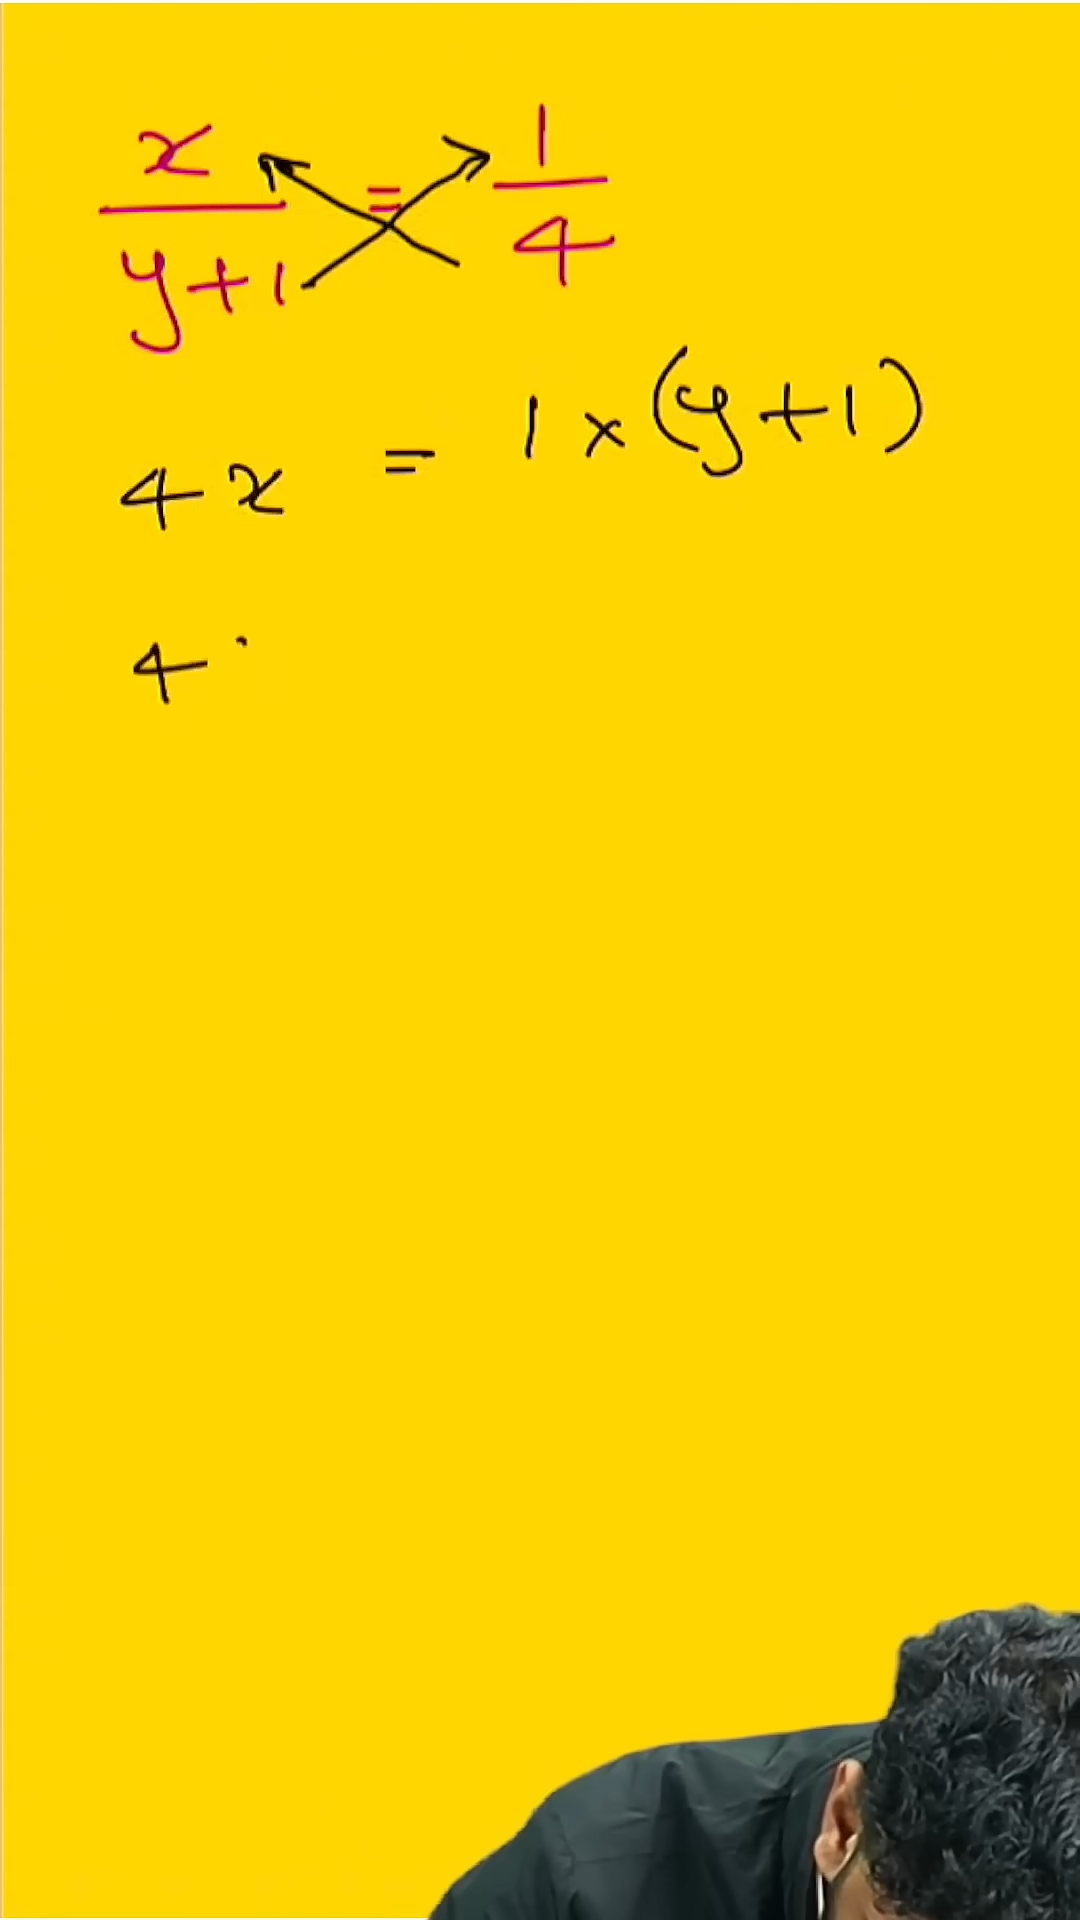 x/(y+1) = 1/4
4x = 1×(y+1)
4